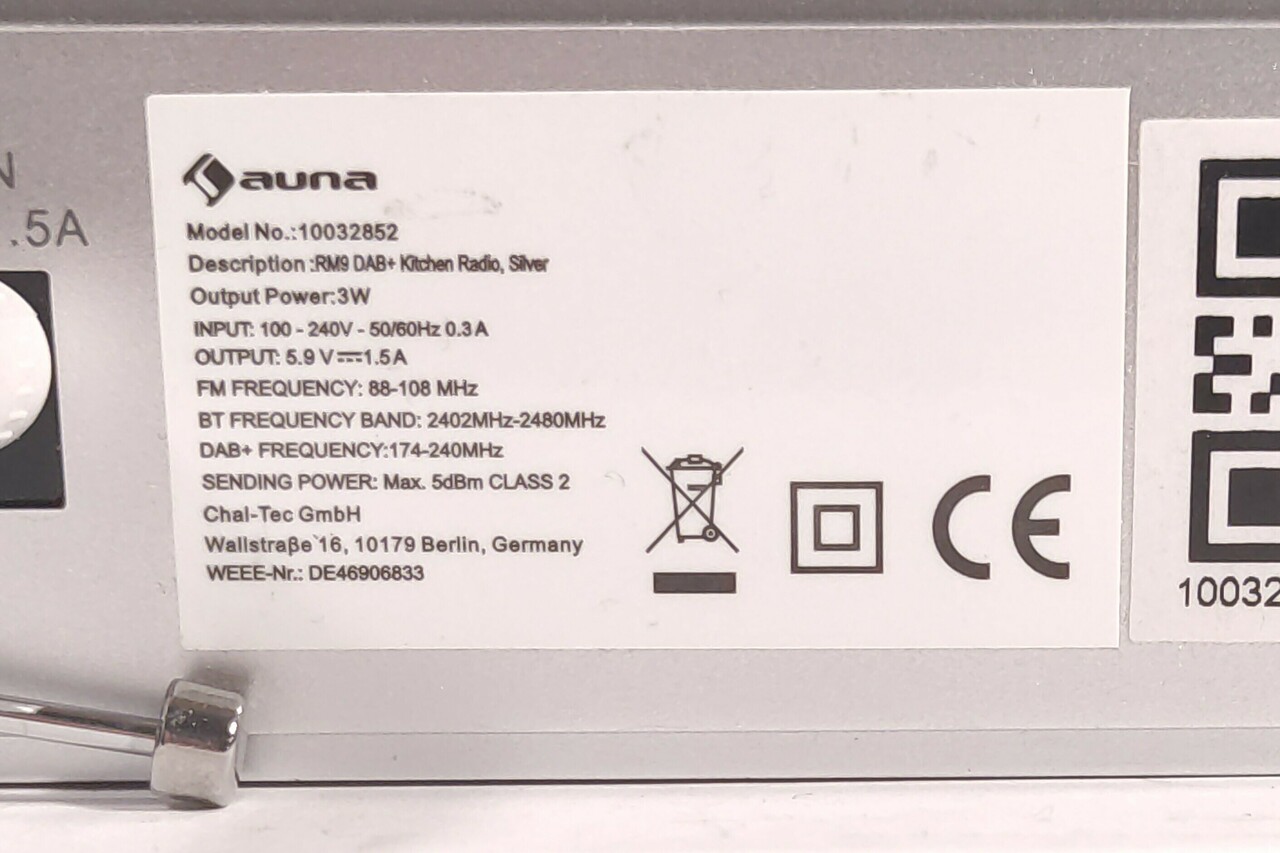 N
.5A
auna
Model No.:10032852
Description :RM9 DAB+ Kitchen Radio, Silver
Output Power:3W
INPUT: 100 - 240V - 50/60Hz 0.3 A
OUTPUT: 5.9 V⎓1.5 A
FM FREQUENCY: 88-108 MHz
BT FREQUENCY BAND: 2402MHz-2480MHz
DAB+ FREQUENCY:174-240MHz
SENDING POWER: Max. 5dBm CLASS 2
Chal-Tec GmbH
Wallstraβe 16, 10179 Berlin, Germany
WEEE-Nr.: DE46906833
CE
10032